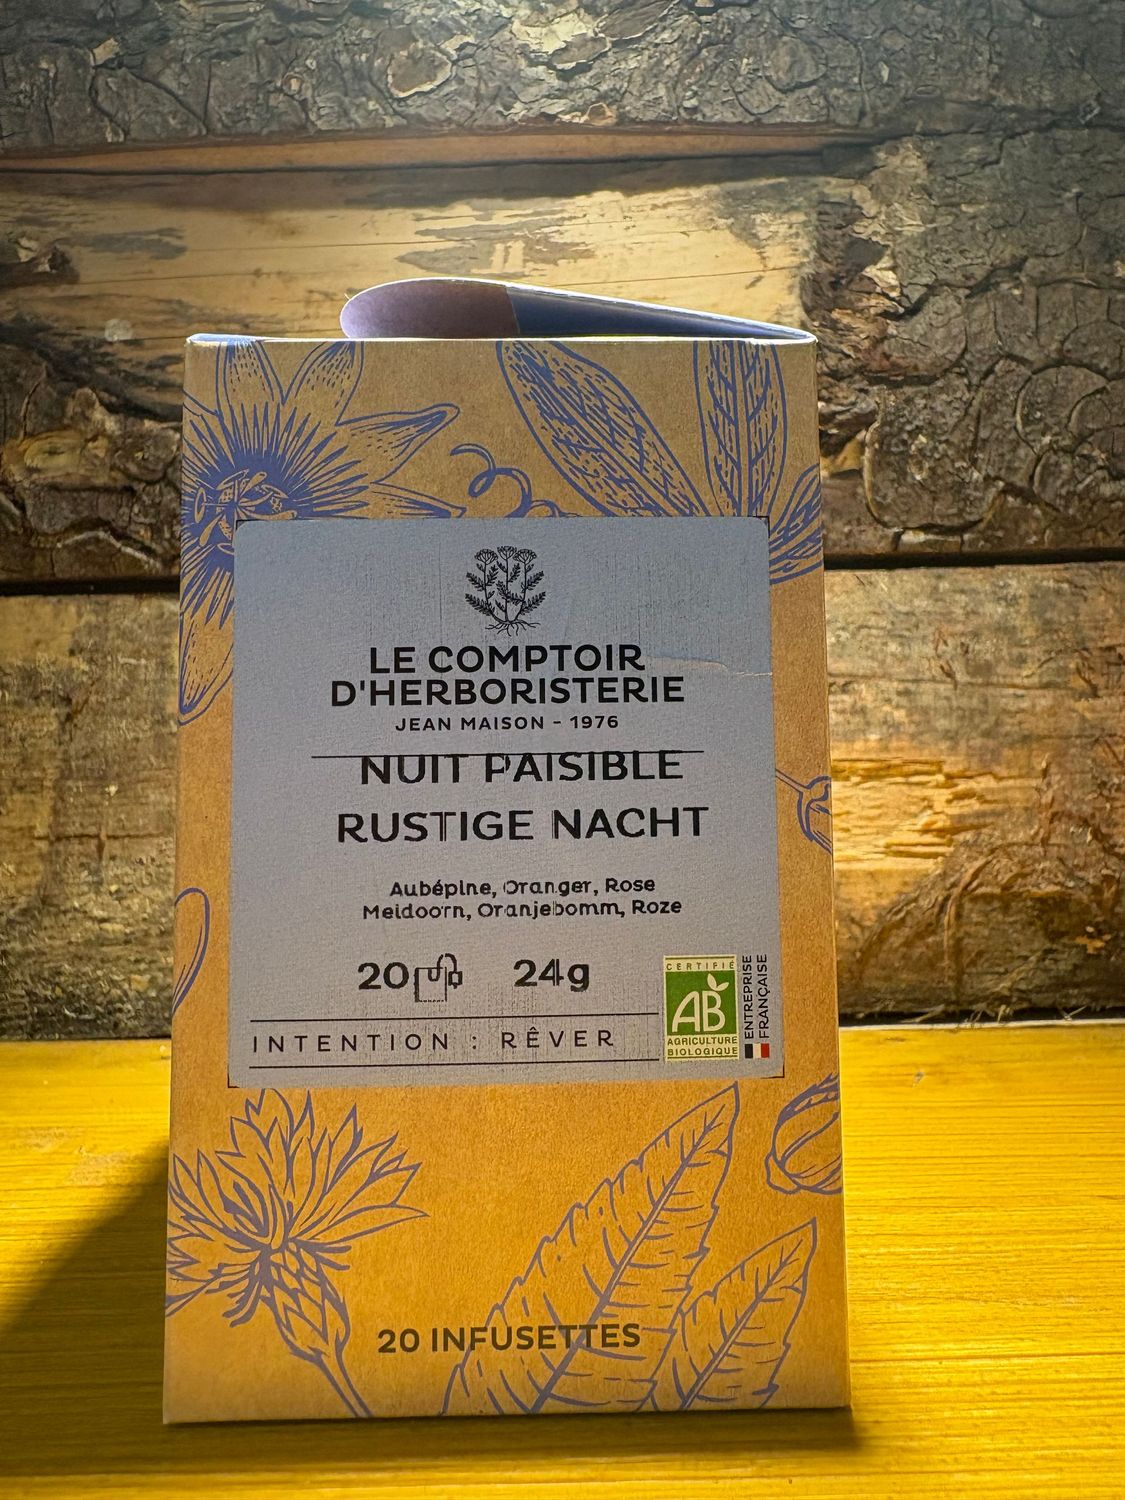 LE COMPTOIR
D'HERBORISTERIE
JEAN MAISON - 1976
NUIT PAISIBLE
RUSTIGE NACHT
Aubépine, Oranger, Rose
Meidoorn, Oranjebomm, Roze
20 24g
INTENTION : RÊVER
CERTIFIÉ
AB
AGRICULTURE
BIOLOGIQUE
ENTREPRISE
FRANÇAISE
20 INFUSETTES